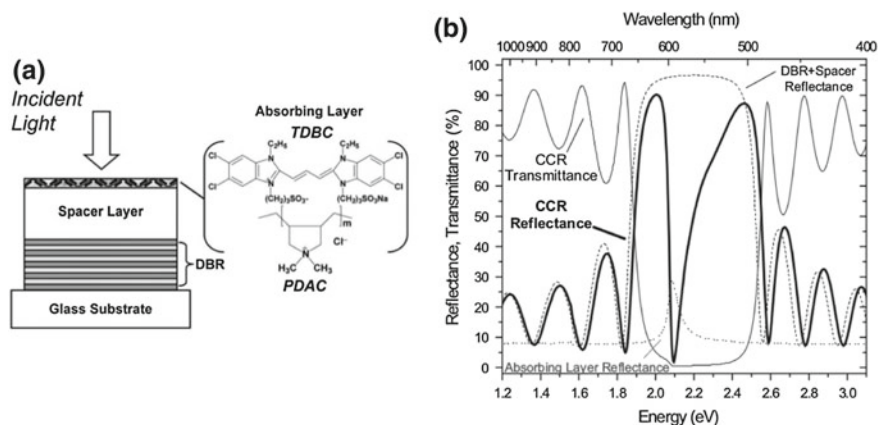 (a)
Incident
Light
Spacer Layer
DBR
Glass Substrate
Absorbing Layer
TDBC
C₂H₅
C₂H₅
Cl
Cl
Cl
Cl
N
N
N
N
(CH₂)₃SO₃⁻
(CH₂)₃SO₃Na
m
Cl⁻
N
+
H₃C
CH₃
PDAC
(b)
Wavelength (nm)
1000 900 800 700 600 500 400
Reflectance, Transmittance (%)
100
90
80
70
60
50
40
30
20
10
0
DBR+Spacer
Reflectance
CCR
Transmittance
CCR
Reflectance
Absorbing Layer Reflectance
1.2 1.4 1.6 1.8 2.0 2.2 2.4 2.6 2.8 3.0
Energy (eV)